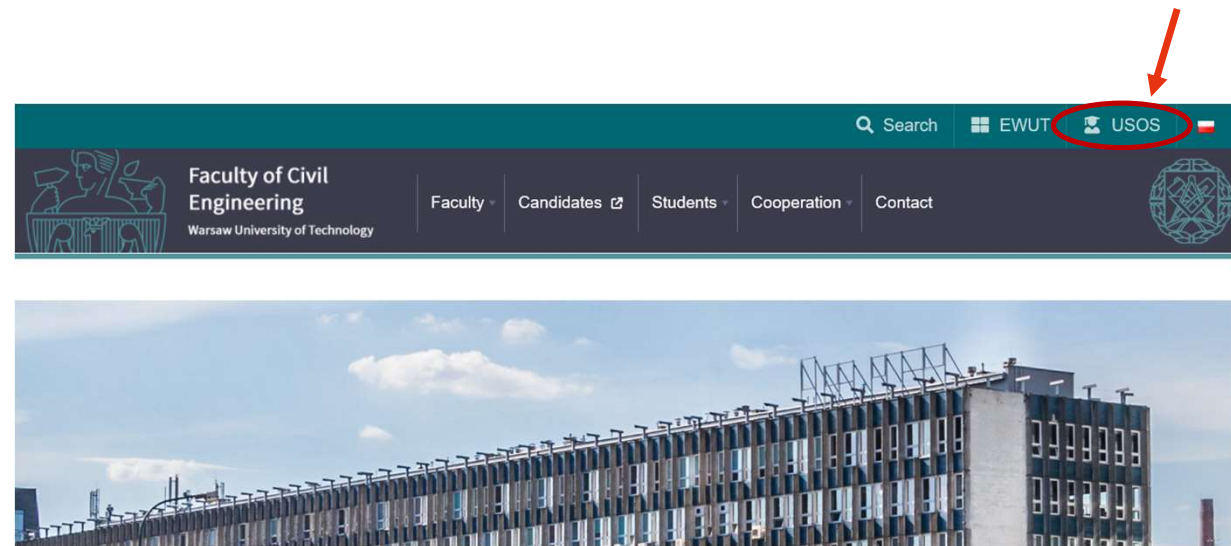 Search EWUT USOS
Faculty of Civil
Engineering
Warsaw University of Technology
Faculty Candidates Students Cooperation Contact